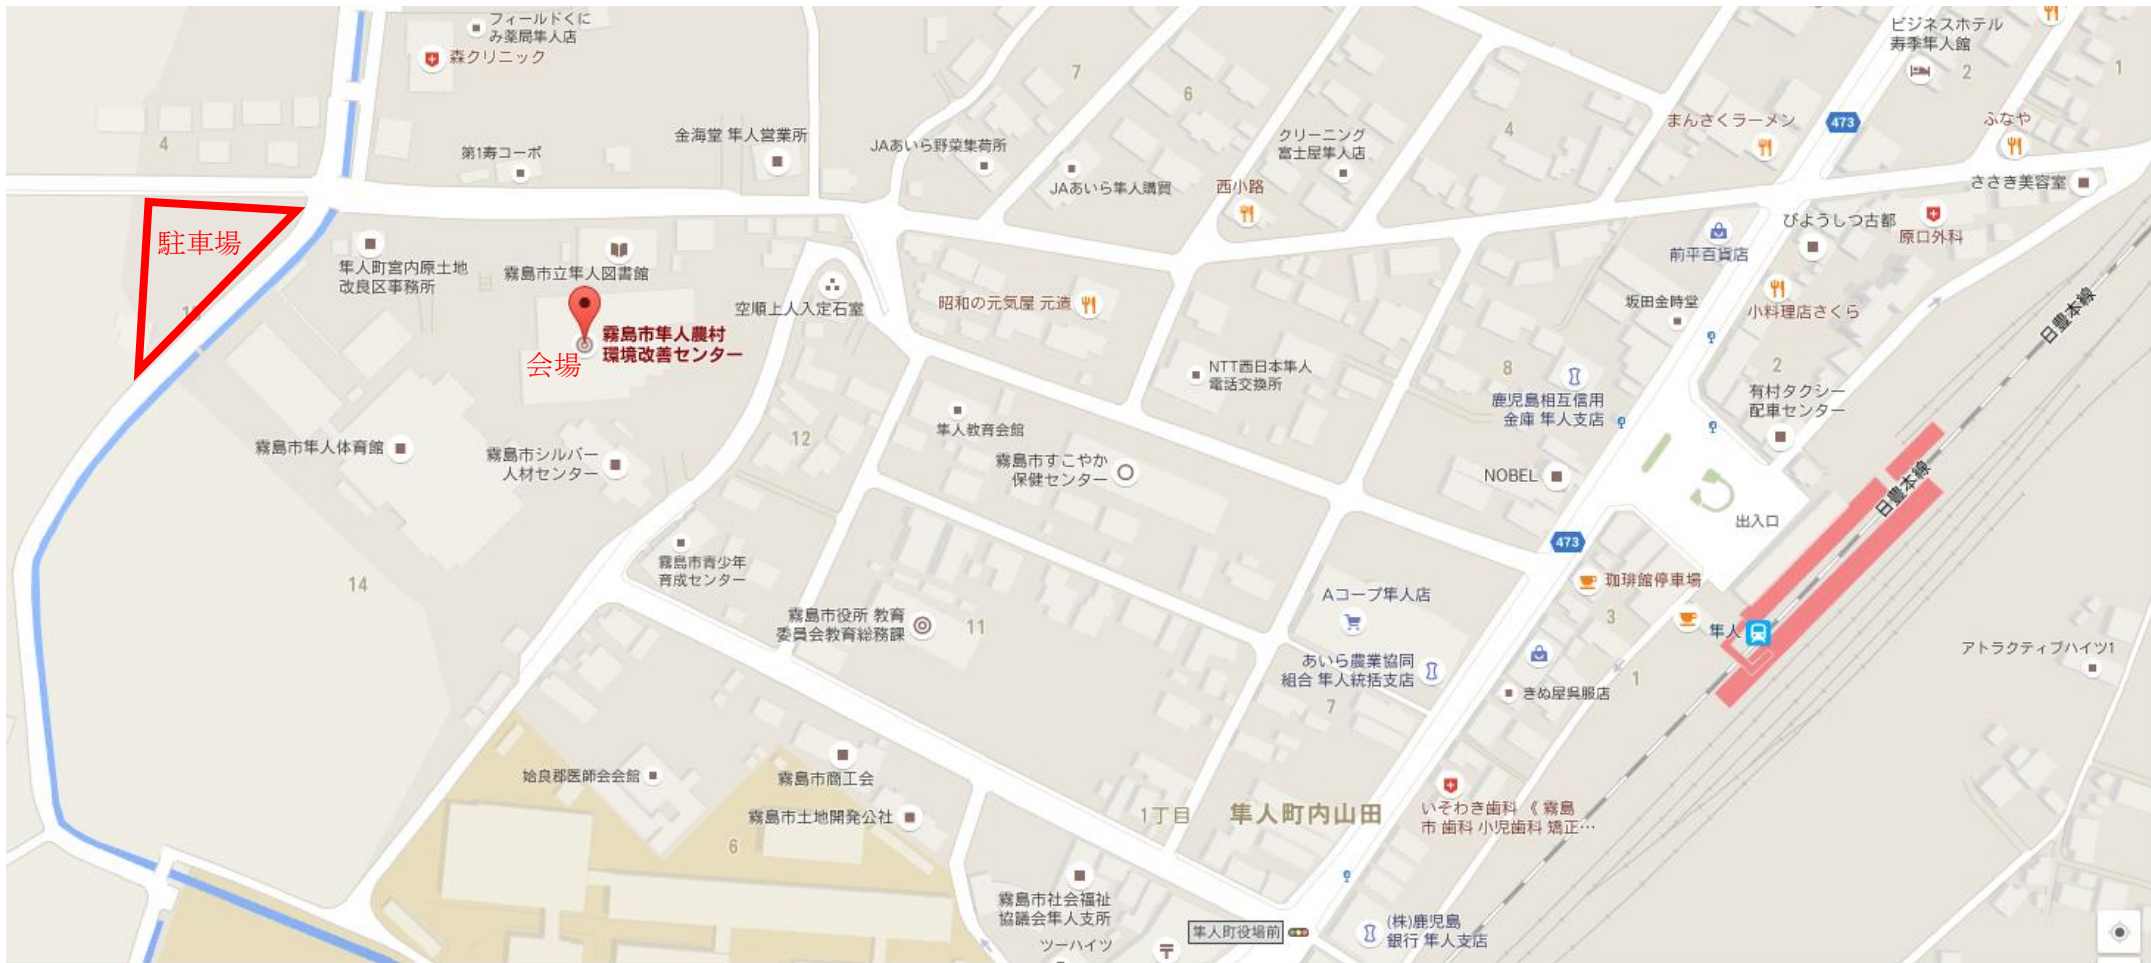 フィールドくに
み薬局隼人店
森クリニック
7
6
4
ビジネスホテル
寿季隼人館
2
1
4
第1寿コーポ
金海堂 隼人営業所
JAあいら野菜集荷所
JAあいら隼人購買
クリーニング
富士屋隼人店
西小路
まんさくラーメン
473
ふなや
ささき美容室
駐車場
隼人町宮内原土地
改良区事務所
霧島市立隼人図書館
霧島市隼人農村
環境改善センター
会場
空順上人入定石室
昭和の元気屋 元造
前平百貨店
びようしつ古都
原口外科
坂田金時堂
小料理店さくら
日豊本線
NTT西日本隼人
電話交換所
8
鹿児島相互信用
金庫 隼人支店
2
有村タクシー
配車センター
霧島市隼人体育館
霧島市シルバー
人材センター
12
隼人教育会館
霧島市すこやか
保健センター
NOBEL
出入口
日豊本線
473
14
霧島市青少年
育成センター
霧島市役所 教育
委員会教育総務課
11
Aコープ隼人店
珈琲館停車場
3
隼人
あいら農業協同
組合 隼人統括支店
7
きぬ屋呉服店
1
アトラクティブハイツ1
姶良郡医師会会館
霧島市商工会
霧島市土地開発公社
6
1丁目
隼人町内山田
いそわき歯科 《 霧島
市 歯科 小児歯科 矯正…
霧島市社会福祉
協議会隼人支所
ツーハイツ
隼人町役場前
(株)鹿児島
銀行 隼人支店